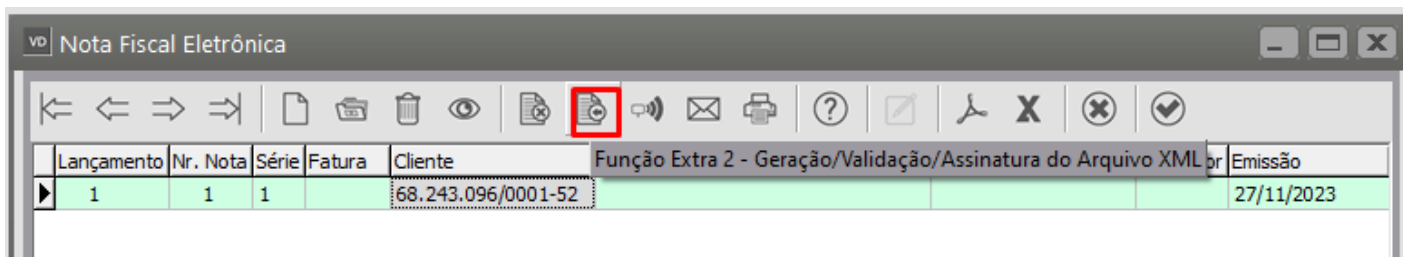 VD Nota Fiscal Eletrônica
X
Lançamento Nr. Nota Série Fatura Cliente Função Extra 2 - Geração/Validação/Assinatura do Arquivo XML or Emissão
1 1 1 68.243.096/0001-52 27/11/2023